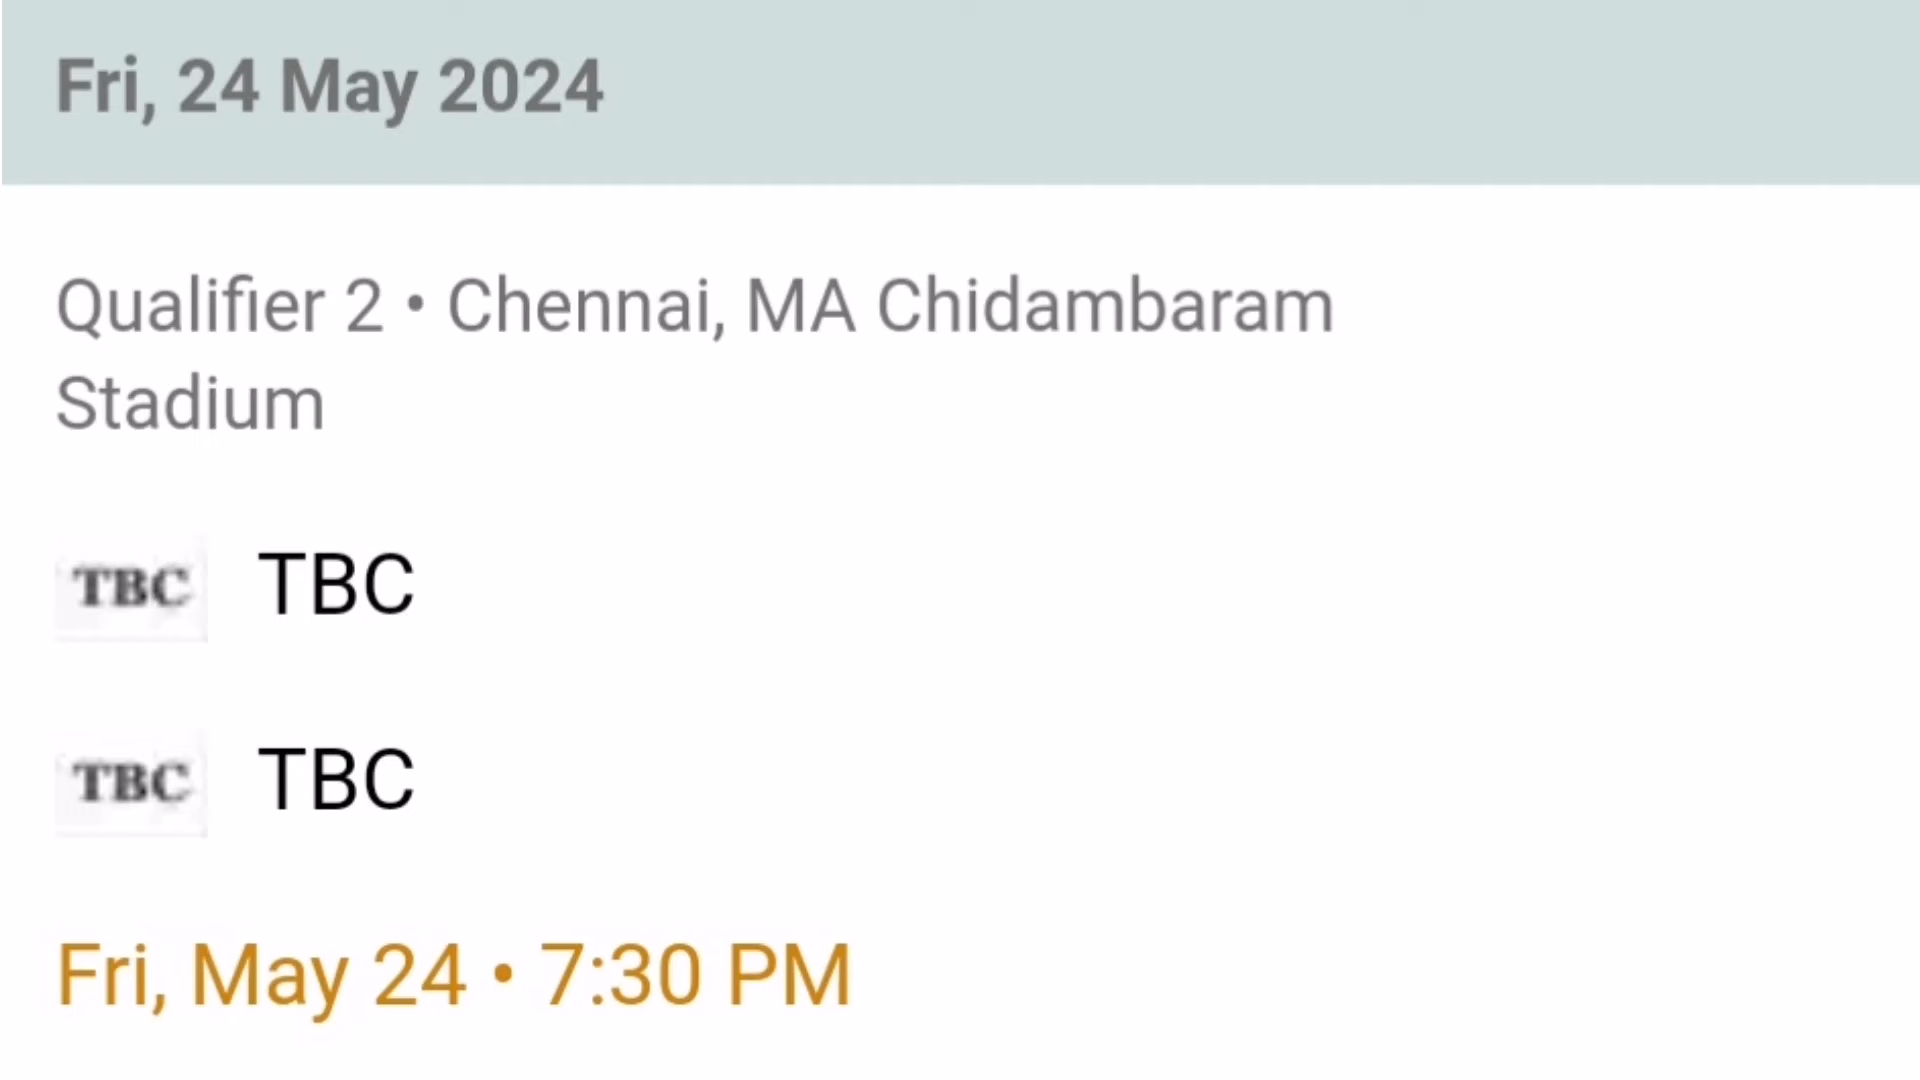 Fri, 24 May 2024
Qualifier 2 • Chennai, MA Chidambaram
Stadium
TBC TBC
TBC TBC
Fri, May 24 • 7:30 PM